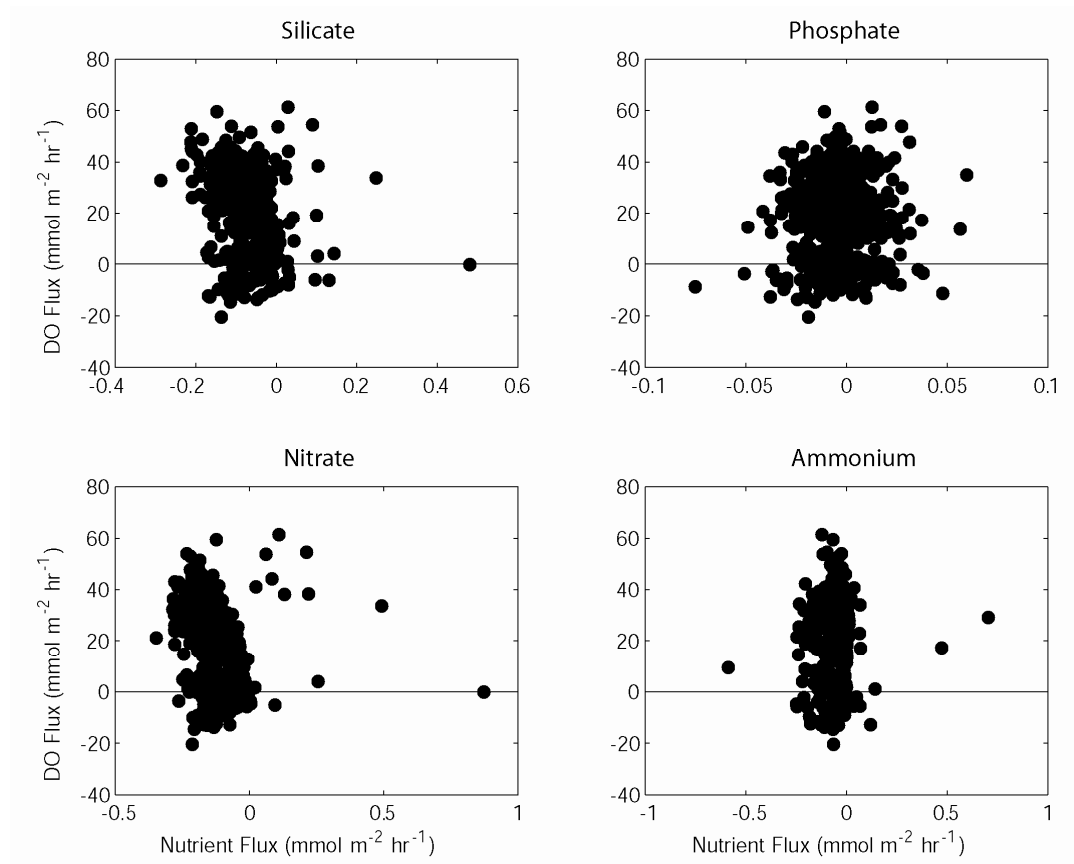 Silicate
80
60
40
20
0
-20
-40
-0.4 -0.2 0 0.2 0.4 0.6
DO Flux (mmol m-2 hr-1)
Phosphate
80
60
40
20
0
-20
-40
-0.1 -0.05 0 0.05 0.1
Nitrate
80
60
40
20
0
-20
-40
-0.5 0 0.5 1
DO Flux (mmol m-2 hr-1)
Nutrient Flux (mmol m-2 hr-1)
Ammonium
80
60
40
20
0
-20
-40
-1 -0.5 0 0.5 1
Nutrient Flux (mmol m-2 hr-1)